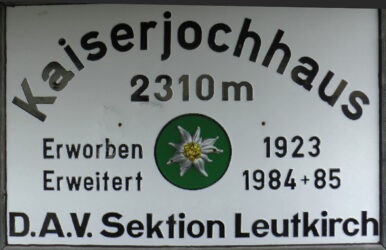 Kaiserjochhaus
2310 m
Erworben 1923
Erweitert 1984+85
D.A.V. Sektion Leutkirch